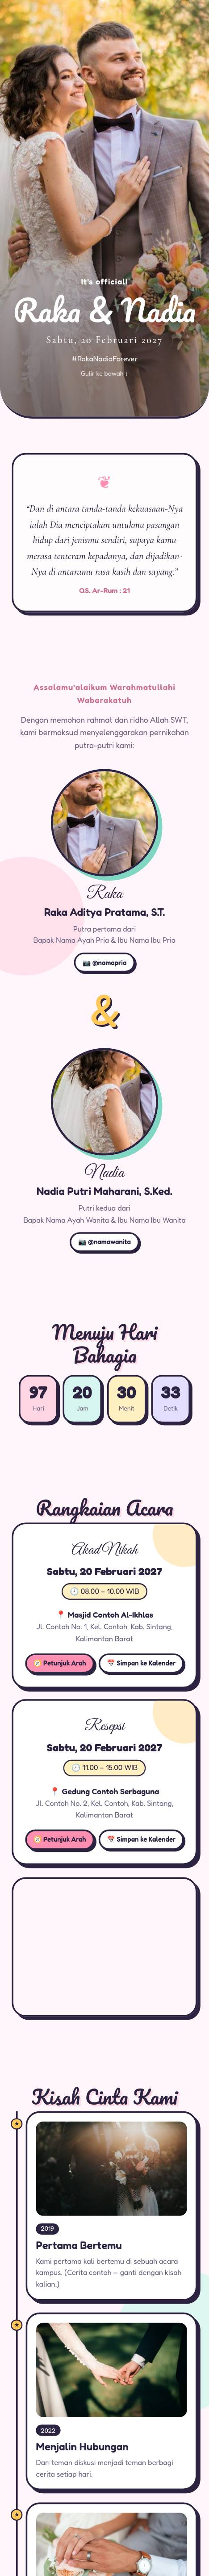 It's official!
Raka & Nadia
Sabtu, 20 Februari 2027
#RakaNadiaForever
Gulir ke bawah ↓
"Dan di antara tanda-tanda kekuasaan-Nya
ialah Dia menciptakan untukmu pasangan
hidup dari jenismu sendiri, supaya kamu
merasa tenteram kepadanya, dan dijadikan-
Nya di antaramu rasa kasih dan sayang."
QS. Ar-Rum : 21
Assalamu'alaikum Warahmatullahi
Wabarakatuh
Dengan memohon rahmat dan ridho Allah SWT,
kami bermaksud menyelenggarakan pernikahan
putra-putri kami:
Raka
Raka Aditya Pratama, S.T.
Putra pertama dari
Bapak Nama Ayah Pria & Ibu Nama Ibu Pria
📷 @namapria
&
Nadia
Nadia Putri Maharani, S.Ked.
Putri kedua dari
Bapak Nama Ayah Wanita & Ibu Nama Ibu Wanita
📷 @namawanita
Menuju Hari
Bahagia
97 20 30 33
Hari Jam Menit Detik
Rangkaian Acara
Akad Nikah
Sabtu, 20 Februari 2027
🕗 08.00 – 10.00 WIB
📍 Masjid Contoh Al-Ikhlas
Jl. Contoh No. 1, Kel. Contoh, Kab. Sintang,
Kalimantan Barat
🧭 Petunjuk Arah 📅 Simpan ke Kalender
Resepsi
Sabtu, 20 Februari 2027
🕗 11.00 – 15.00 WIB
📍 Gedung Contoh Serbaguna
Jl. Contoh No. 2, Kel. Contoh, Kab. Sintang,
Kalimantan Barat
🧭 Petunjuk Arah 📅 Simpan ke Kalender
Kisah Cinta Kami
2019
Pertama Bertemu
Kami pertama kali bertemu di sebuah acara
kampus. (Cerita contoh — ganti dengan kisah
kalian.)
2022
Menjalin Hubungan
Dari teman diskusi menjadi teman berbagi
cerita setiap hari.